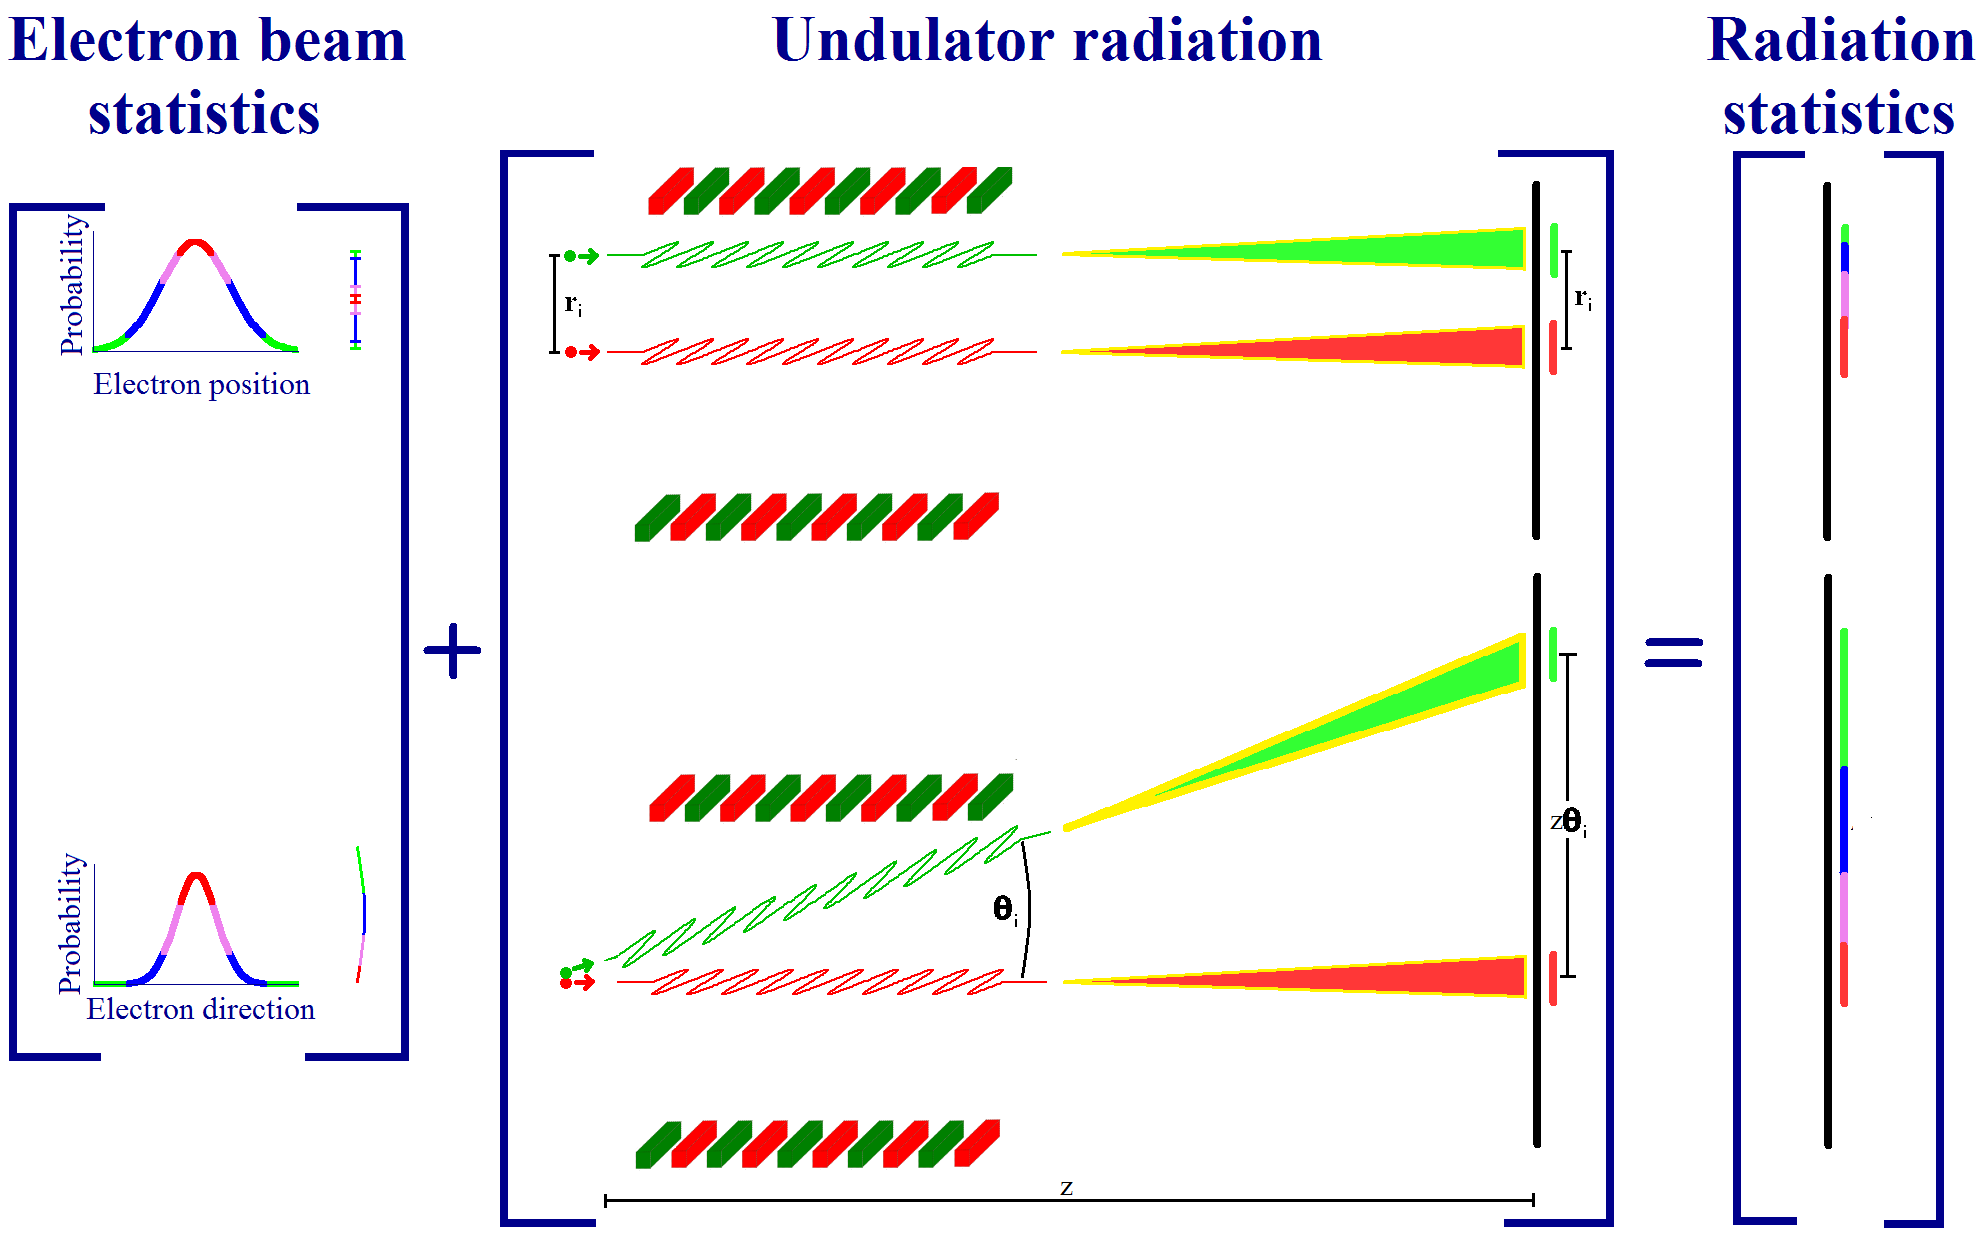 Electron beam
statistics
Undulator radiation
Radiation
statistics
Probability
Electron position
r i
r i
Probability
Electron direction
θ i
zθ i
z